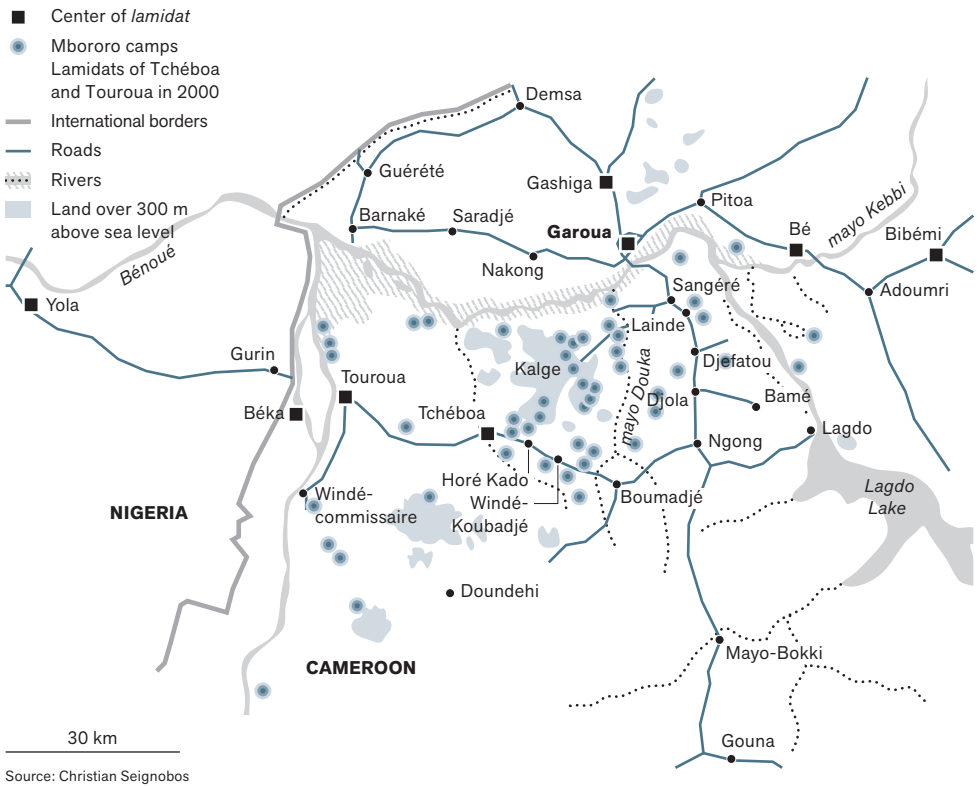 Center of lamidat
Mbororo camps
Lamidats of Tchéboa
and Touroua in 2000
International borders
Roads
Rivers
Land over 300 m
above sea level
Demsa
Guérété
Gashiga
Pitoa
mayo Kebbi
Barnaké
Saradjé
Garoua
Bé
Bibémi
Bénoué
Nakong
Sangéré
Adoumri
Yola
Lainde
Gurin
Touroua
Kalge
mayo Douka
Djefatou
Béka
Tchéboa
Djola
Bamé
Ngong
Lagdo
Horé Kado
Windé-
commissaire
Windé-
Koubadjé
Boumadjé
Lagdo
Lake
NIGERIA
Doundehi
CAMEROON
Mayo-Bokki
30 km
Gouna
Source: Christian Seignobos